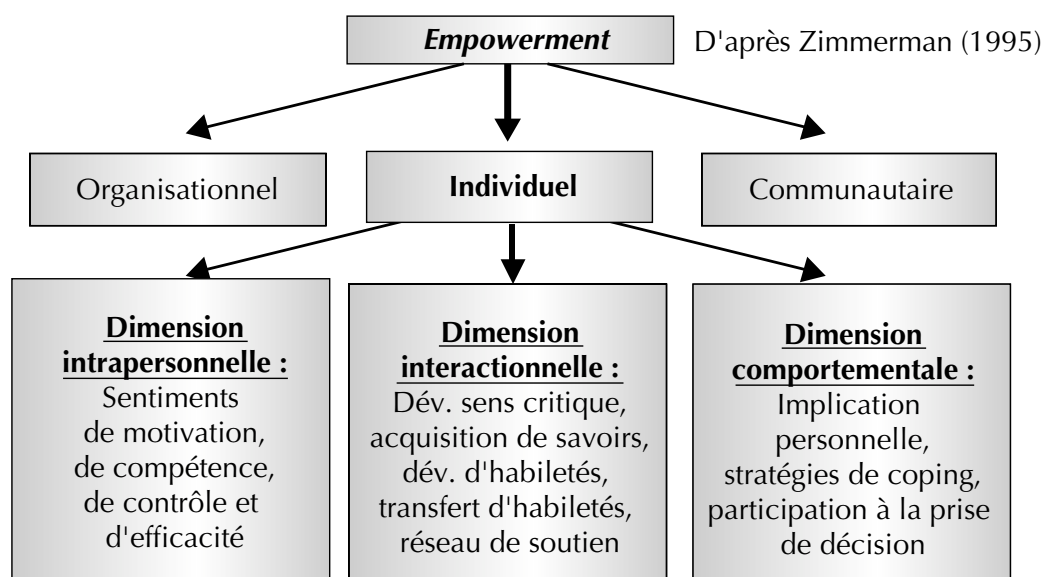 Empowerment
D'après Zimmerman (1995)
Organisationnel
Individuel
Communautaire
Dimension
intrapersonnelle :
Sentiments
de motivation,
de compétence,
de contrôle et
d'efficacité
Dimension
interactionnelle :
Dév. sens critique,
acquisition de savoirs,
dév. d'habiletés,
transfert d'habiletés,
réseau de soutien
Dimension
comportementale :
Implication
personnelle,
stratégies de coping,
participation à la prise
de décision